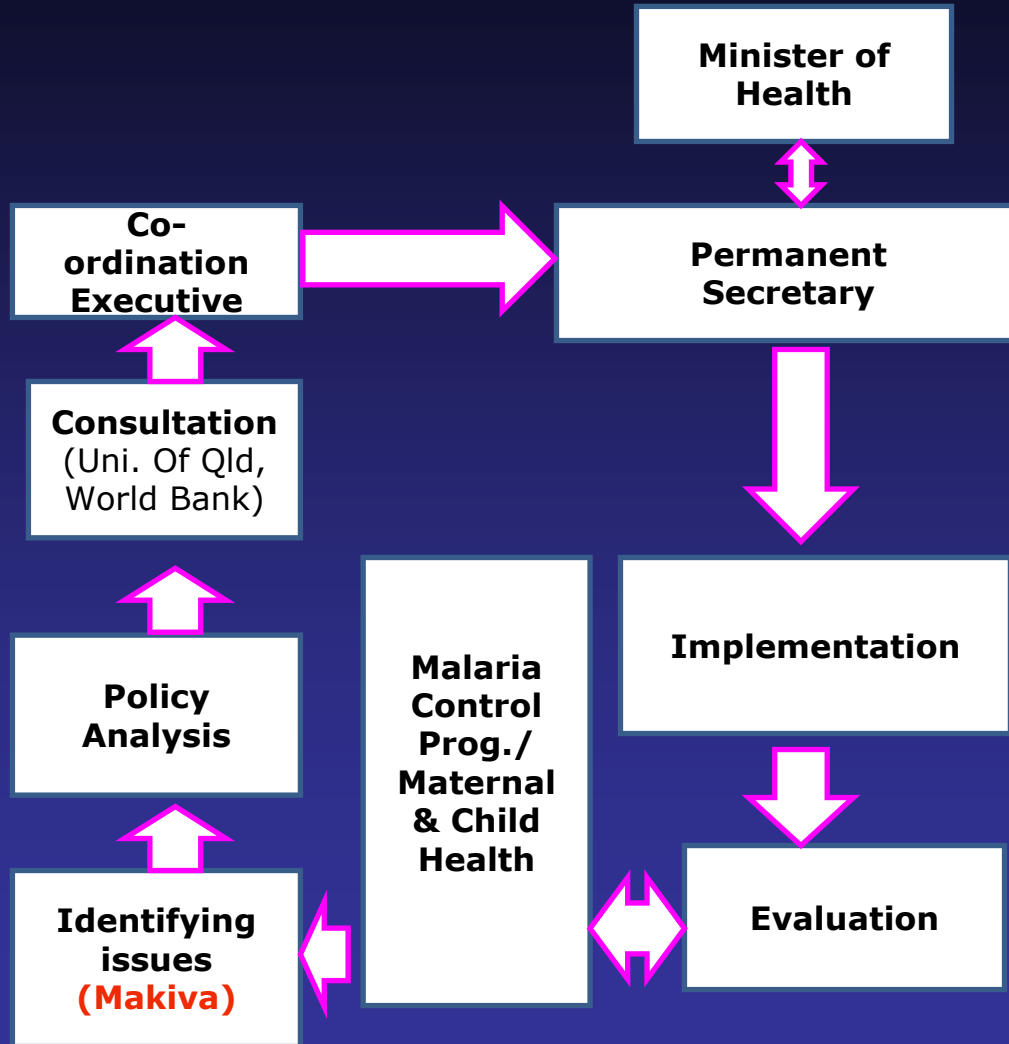 Minister of
Health
Co-
ordination
Executive
Permanent
Secretary
Consultation
(Uni. Of Qld,
World Bank)
Policy
Analysis
Malaria
Control
Prog./
Maternal
& Child
Health
Implementation
Identifying
issues
(Makiva)
Evaluation